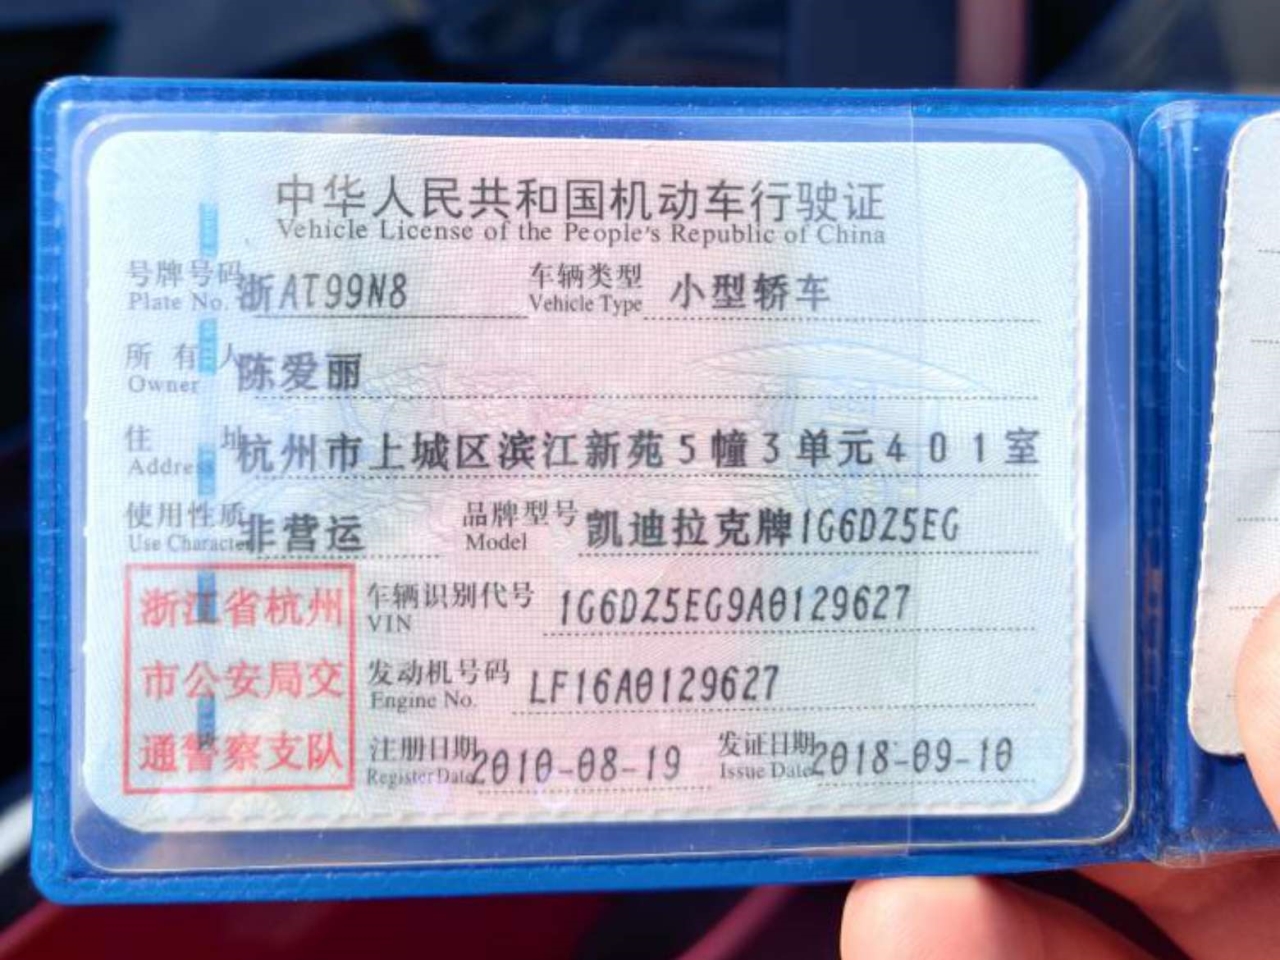 中华人民共和国机动车行驶证
Vehicle License of the People's Republic of China
号牌号码 浙AT99N8 车辆类型 小型轿车
Plate No. Vehicle Type
所有人 陈爱丽
Owner
住址 杭州市上城区滨江新苑5幢3单元401室
Address
使用性质 非营运 品牌型号 凯迪拉克牌1G6DZ5EG
Use Character Model
车辆识别代号 1G6DZ5EG9A0129627
VIN
发动机号码 LF16A0129627
Engine No.
注册日期 2010-08-19 发证日期 2018-09-10
Register Date Issue Date
浙江省杭州
市公安局交
通警察支队